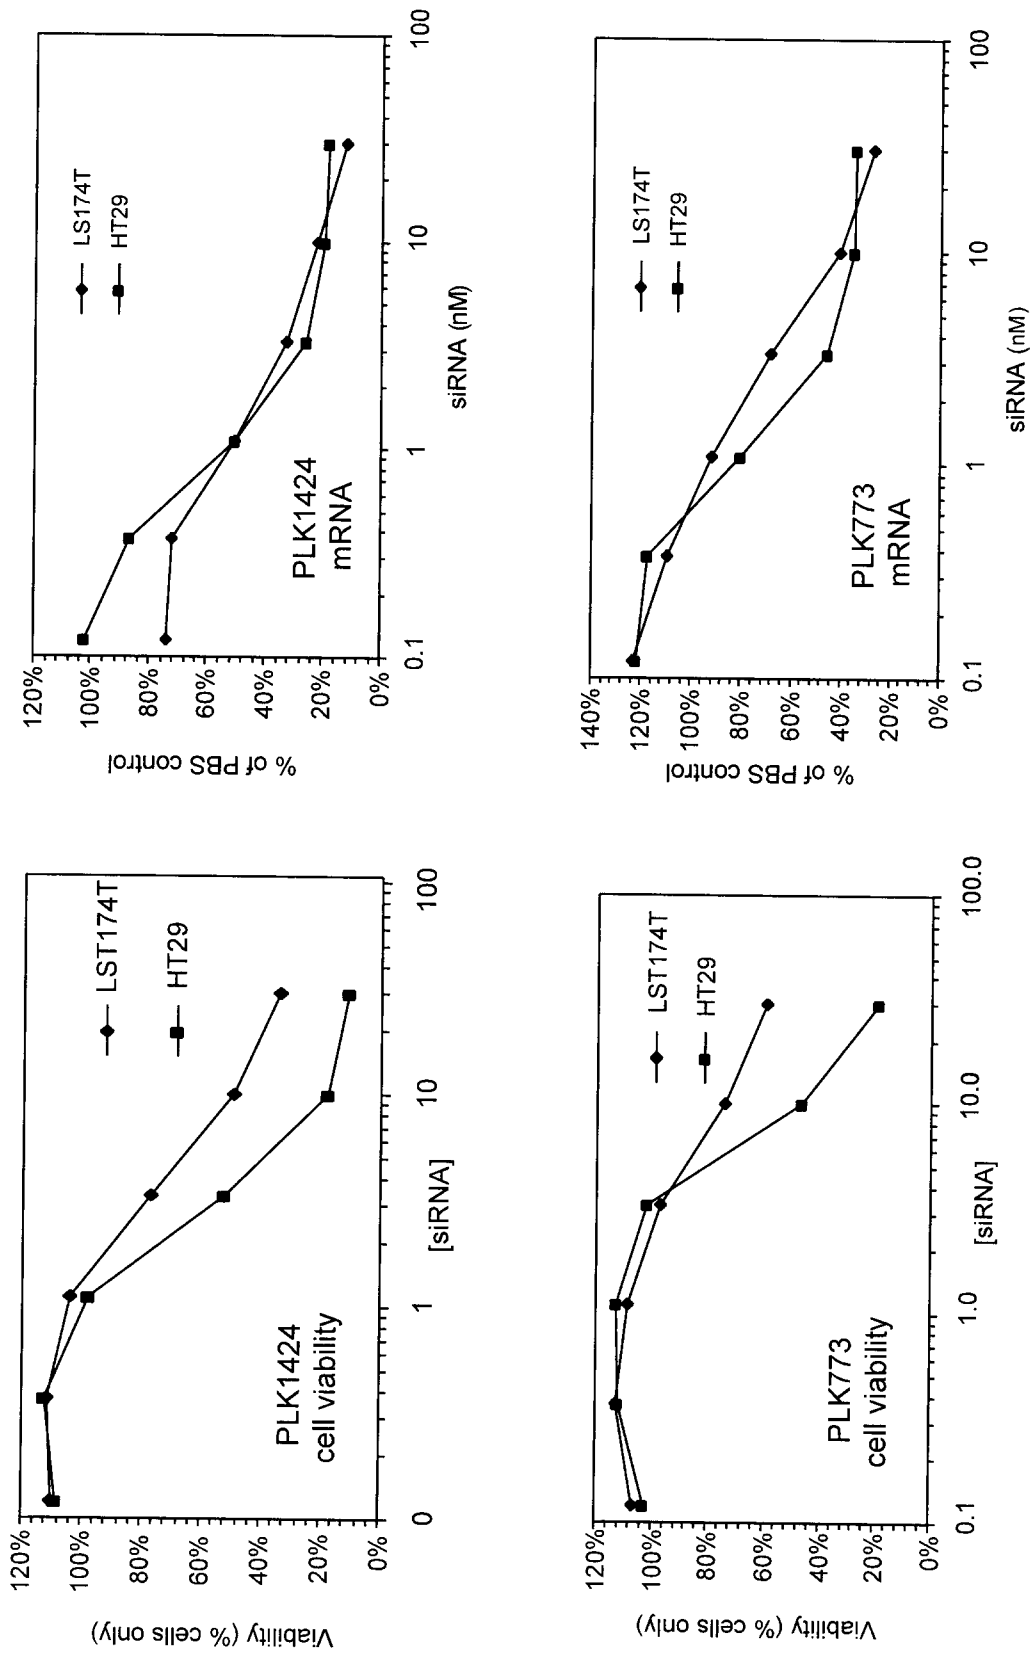 120%
100%
80%
60%
40%
20%
0%
Viability (% cells only)
0
1
10
100
[siRNA]
PLK1424
cell viability
LST174T
HT29
120%
100%
80%
60%
40%
20%
0%
% of PBS control
0.1
1
10
100
siRNA (nM)
PLK1424
mRNA
LS174T
HT29
120%
100%
80%
60%
40%
20%
0%
Viability (% cells only)
0.1
1.0
10.0
100.0
[siRNA]
PLK773
cell viability
LST174T
HT29
140%
120%
100%
80%
60%
40%
20%
0%
% of PBS control
0.1
1
10
100
siRNA (nM)
PLK773
mRNA
LS174T
HT29